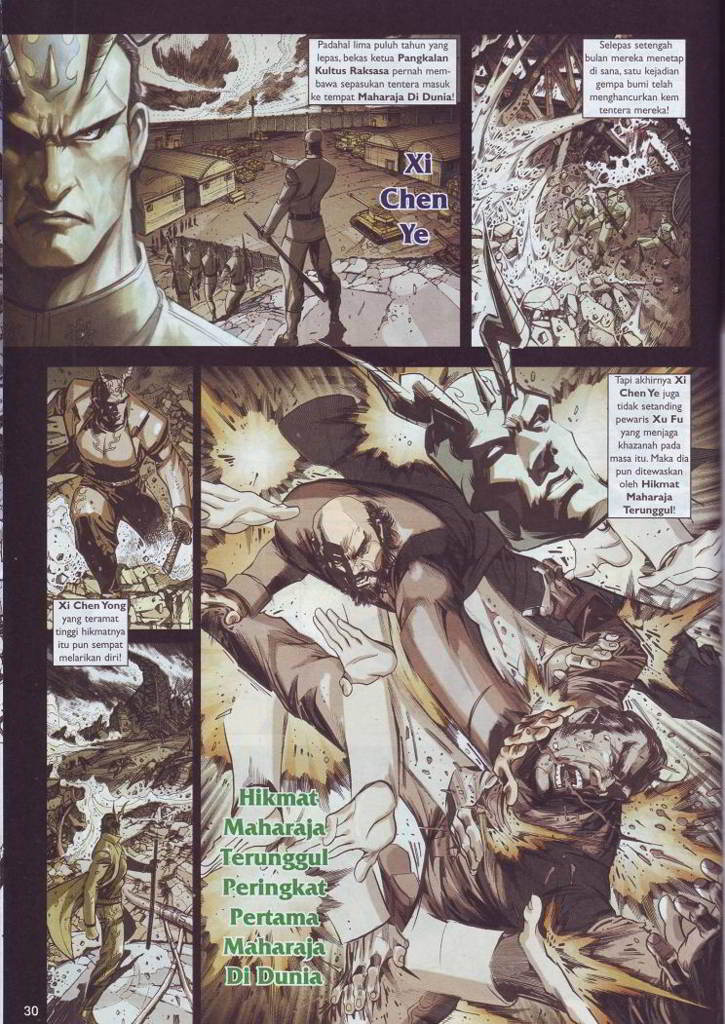 Padahal lima puluh tahun yang
lepas, bekas ketua Pangkalan
Kultus Raksasa pernah mem-
bawa sepasukan tentera masuk
ke tempat Maharaja Di Dunia!
Xi
Chen
Ye
Selepas setengah
bulan mereka menetap
di sana, satu kejadian
gempa bumi telah
menghancurkan kem
tentera mereka!
Xi Chen Yong
yang teramat
tinggi hikmatnya
itu pun sempat
melarikan diri!
Tapi akhirnya Xi
Chen Ye juga
tidak setanding
pewaris Xu Fu
yang menjaga
khazanah pada
masa itu. Maka dia
pun ditewaskan
oleh Hikmat
Maharaja
Terunggul!
Hikmat
Maharaja
Terunggul
Peringkat
Pertama
Maharaja
Di Dunia
30